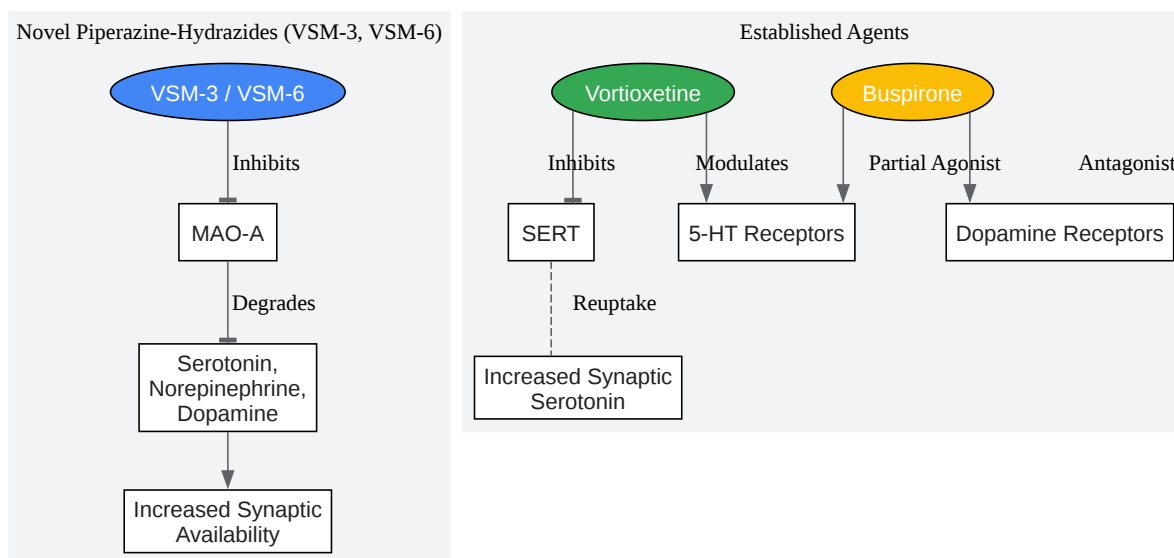 Novel Piperazine-Hydrazides (VSM-3, VSM-6)
VSM-3 / VSM-6
Inhibits
MAO-A
Degrades
Serotonin,
Norepinephrine,
Dopamine
Increased Synaptic
Availability
Established Agents
Vortioxetine
Buspirone
Inhibits
Modulates
Partial Agonist
Antagonist
SERT
5-HT Receptors
Dopamine Receptors
Reuptake
Increased Synaptic
Serotonin